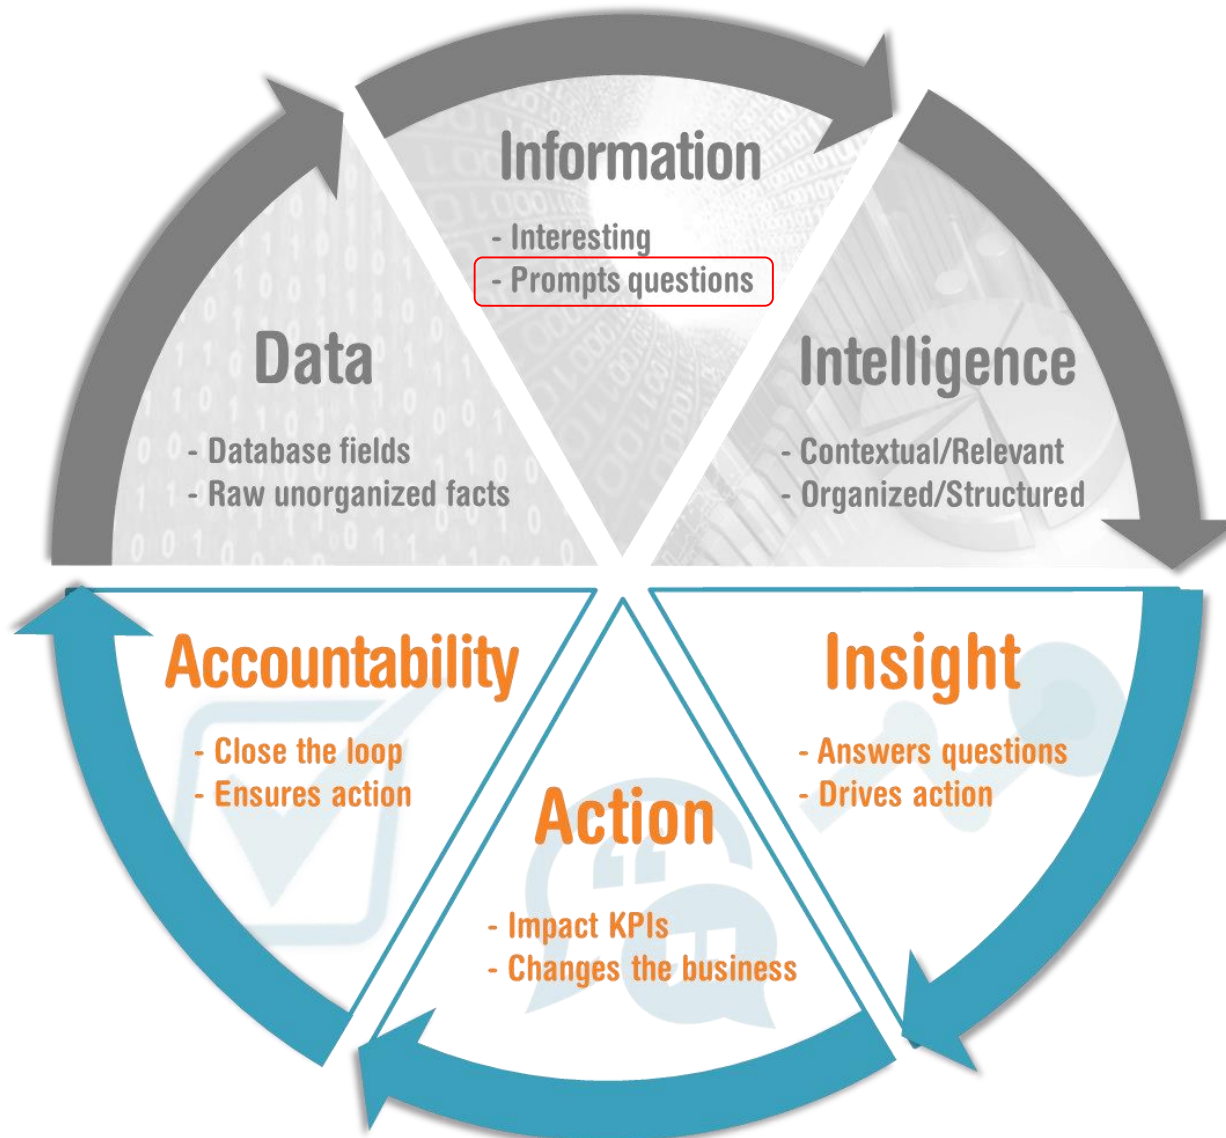 Information
- Interesting
- Prompts questions
Data
- Database fields
- Raw unorganized facts
Intelligence
- Contextual/Relevant
- Organized/Structured
Accountability
- Close the loop
- Ensures action
Insight
- Answers questions
- Drives action
Action
- Impact KPIs
- Changes the business